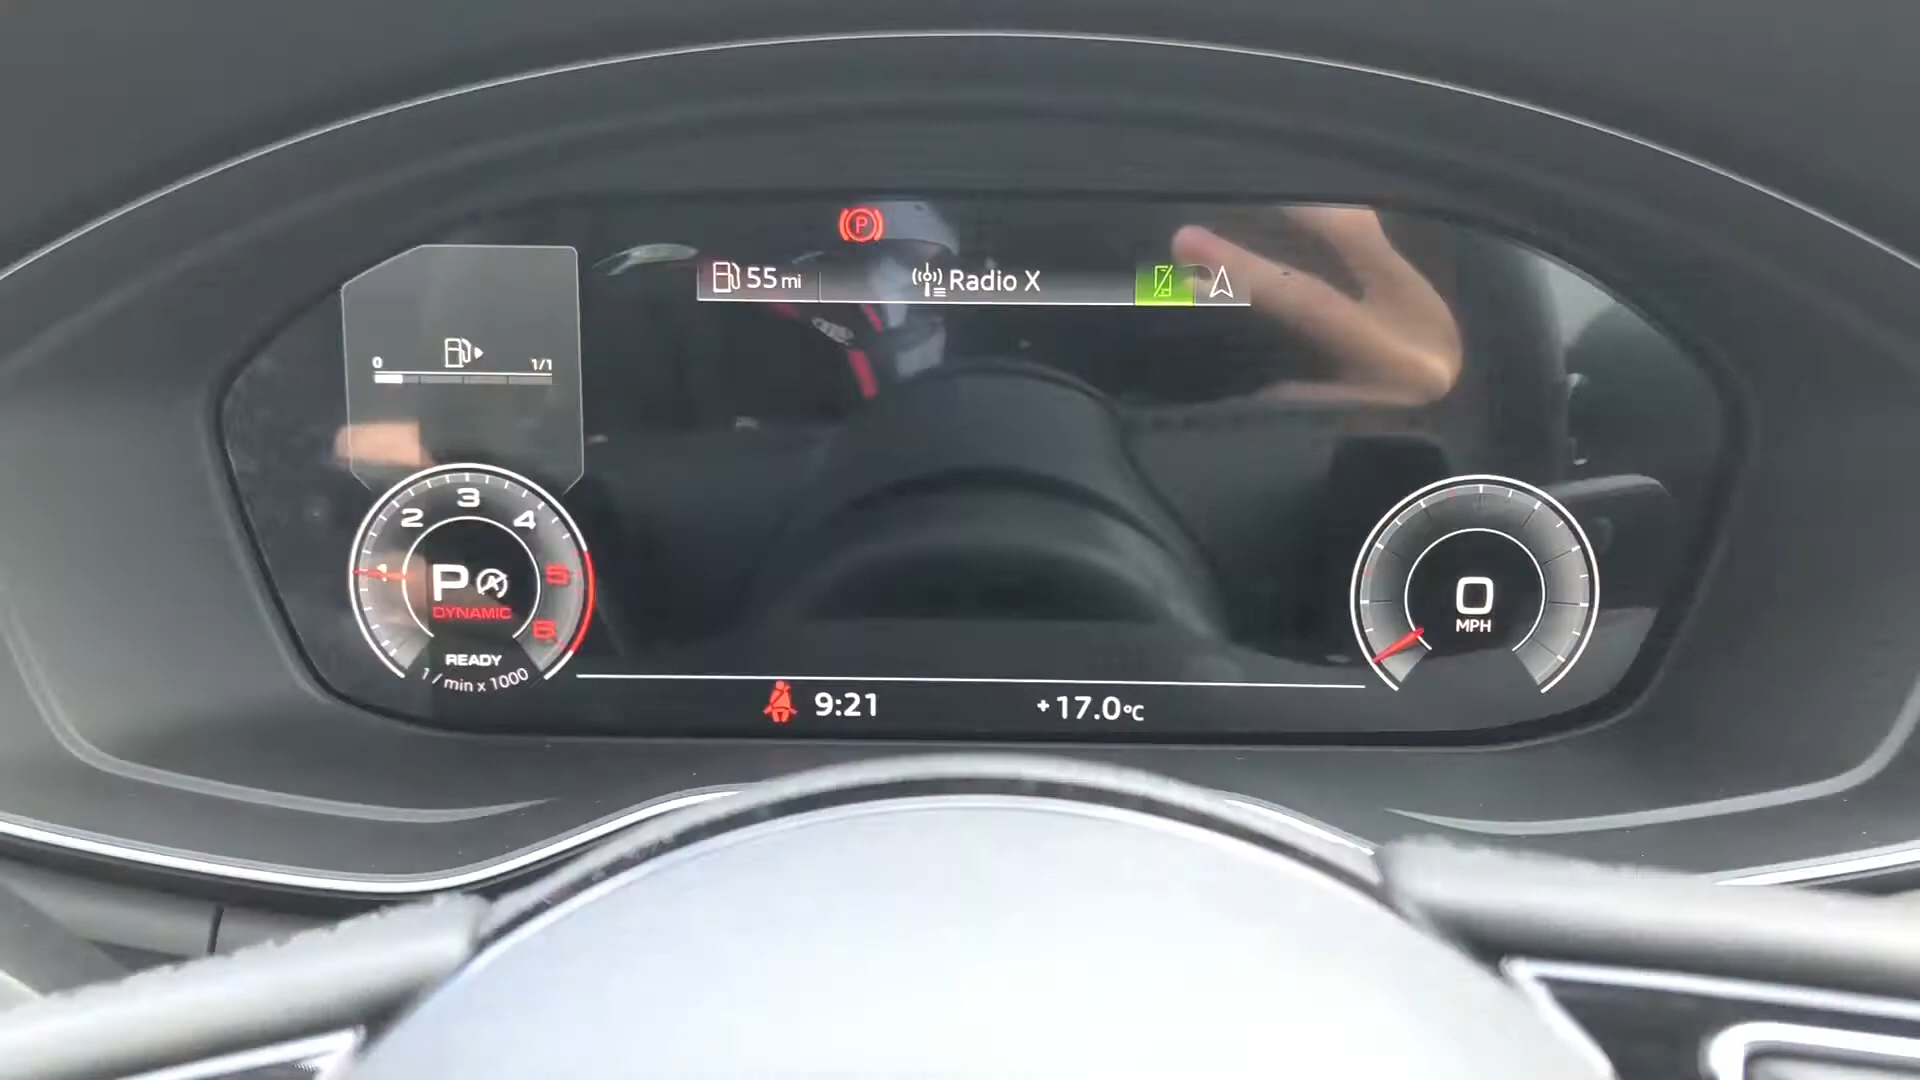 P
55 mi
Radio X
0 1/1
1 2 3 4 5 6
P
DYNAMIC
READY
1 / min x 1000
0
MPH
9:21
+17.0°C